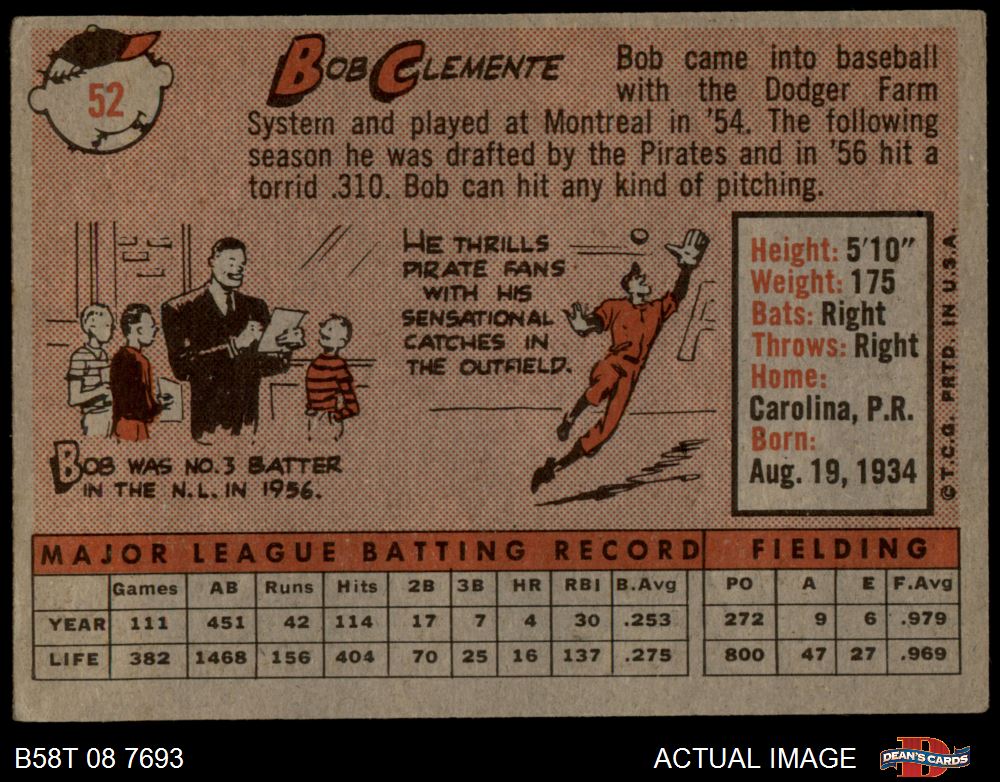 52
BOB CLEMENTE
Bob came into baseball
with the Dodger Farm
System and played at Montreal in '54. The following
season he was drafted by the Pirates and in '56 hit a
torrid .310. Bob can hit any kind of pitching.
BOB WAS NO.3 BATTER
IN THE N.L. IN 1956.
HE THRILLS
PIRATE FANS
WITH HIS
SENSATIONAL
CATCHES IN
THE OUTFIELD.
Height: 5'10"
Weight: 175
Bats: Right
Throws: Right
Home:
Carolina, P.R.
Born:
Aug. 19, 1934
© T.C.G. PRTD. IN U.S.A.
MAJOR LEAGUE BATTING RECORD FIELDING
Games AB Runs Hits 2B 3B HR RBI B.Avg PO A E F.Avg
YEAR 111 451 42 114 17 7 4 30 .253 272 9 6 .979
LIFE 382 1468 156 404 70 25 16 137 .275 800 47 27 .969
B58T 08 7693 ACTUAL IMAGE D DEAN'S CARDS